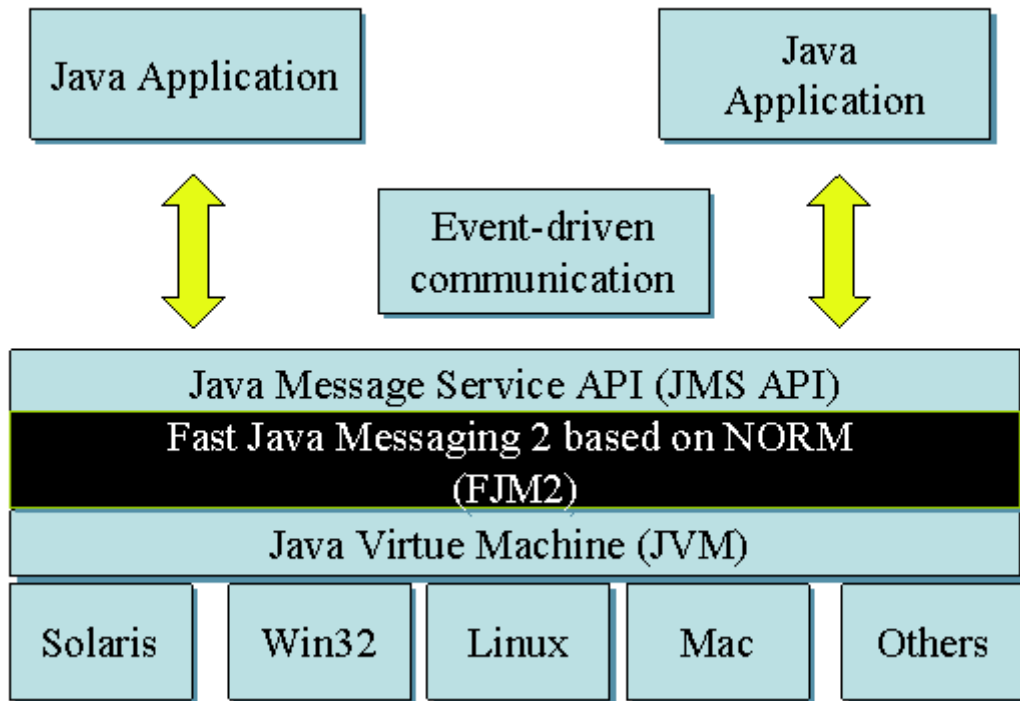 Java Application
Java
Application
Event-driven
communication
Java Message Service API (JMS API)
Fast Java Messaging 2 based on NORM
(FJM2)
Java Virtue Machine (JVM)
Solaris
Win32
Linux
Mac
Others